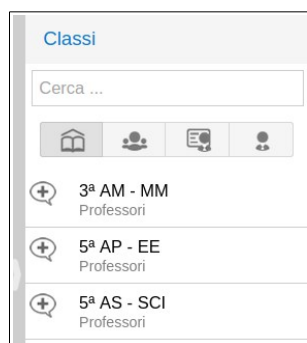 Classi
Cerca ...
3ª AM - MM
Professori
5ª AP - EE
Professori
5ª AS - SCI
Professori